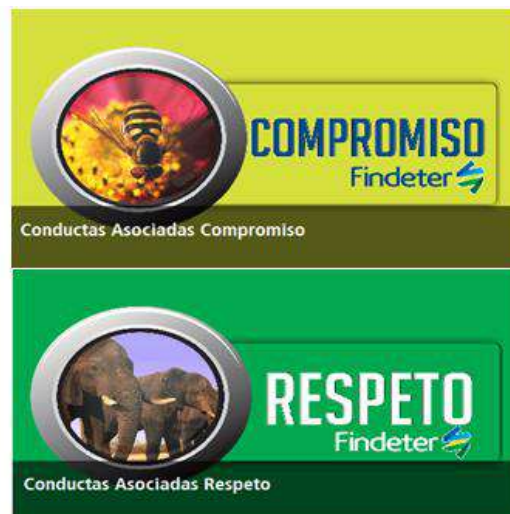 COMPROMISO
Findeter
Conductas Asociadas Compromiso
RESPETO
Findeter
Conductas Asociadas Respeto